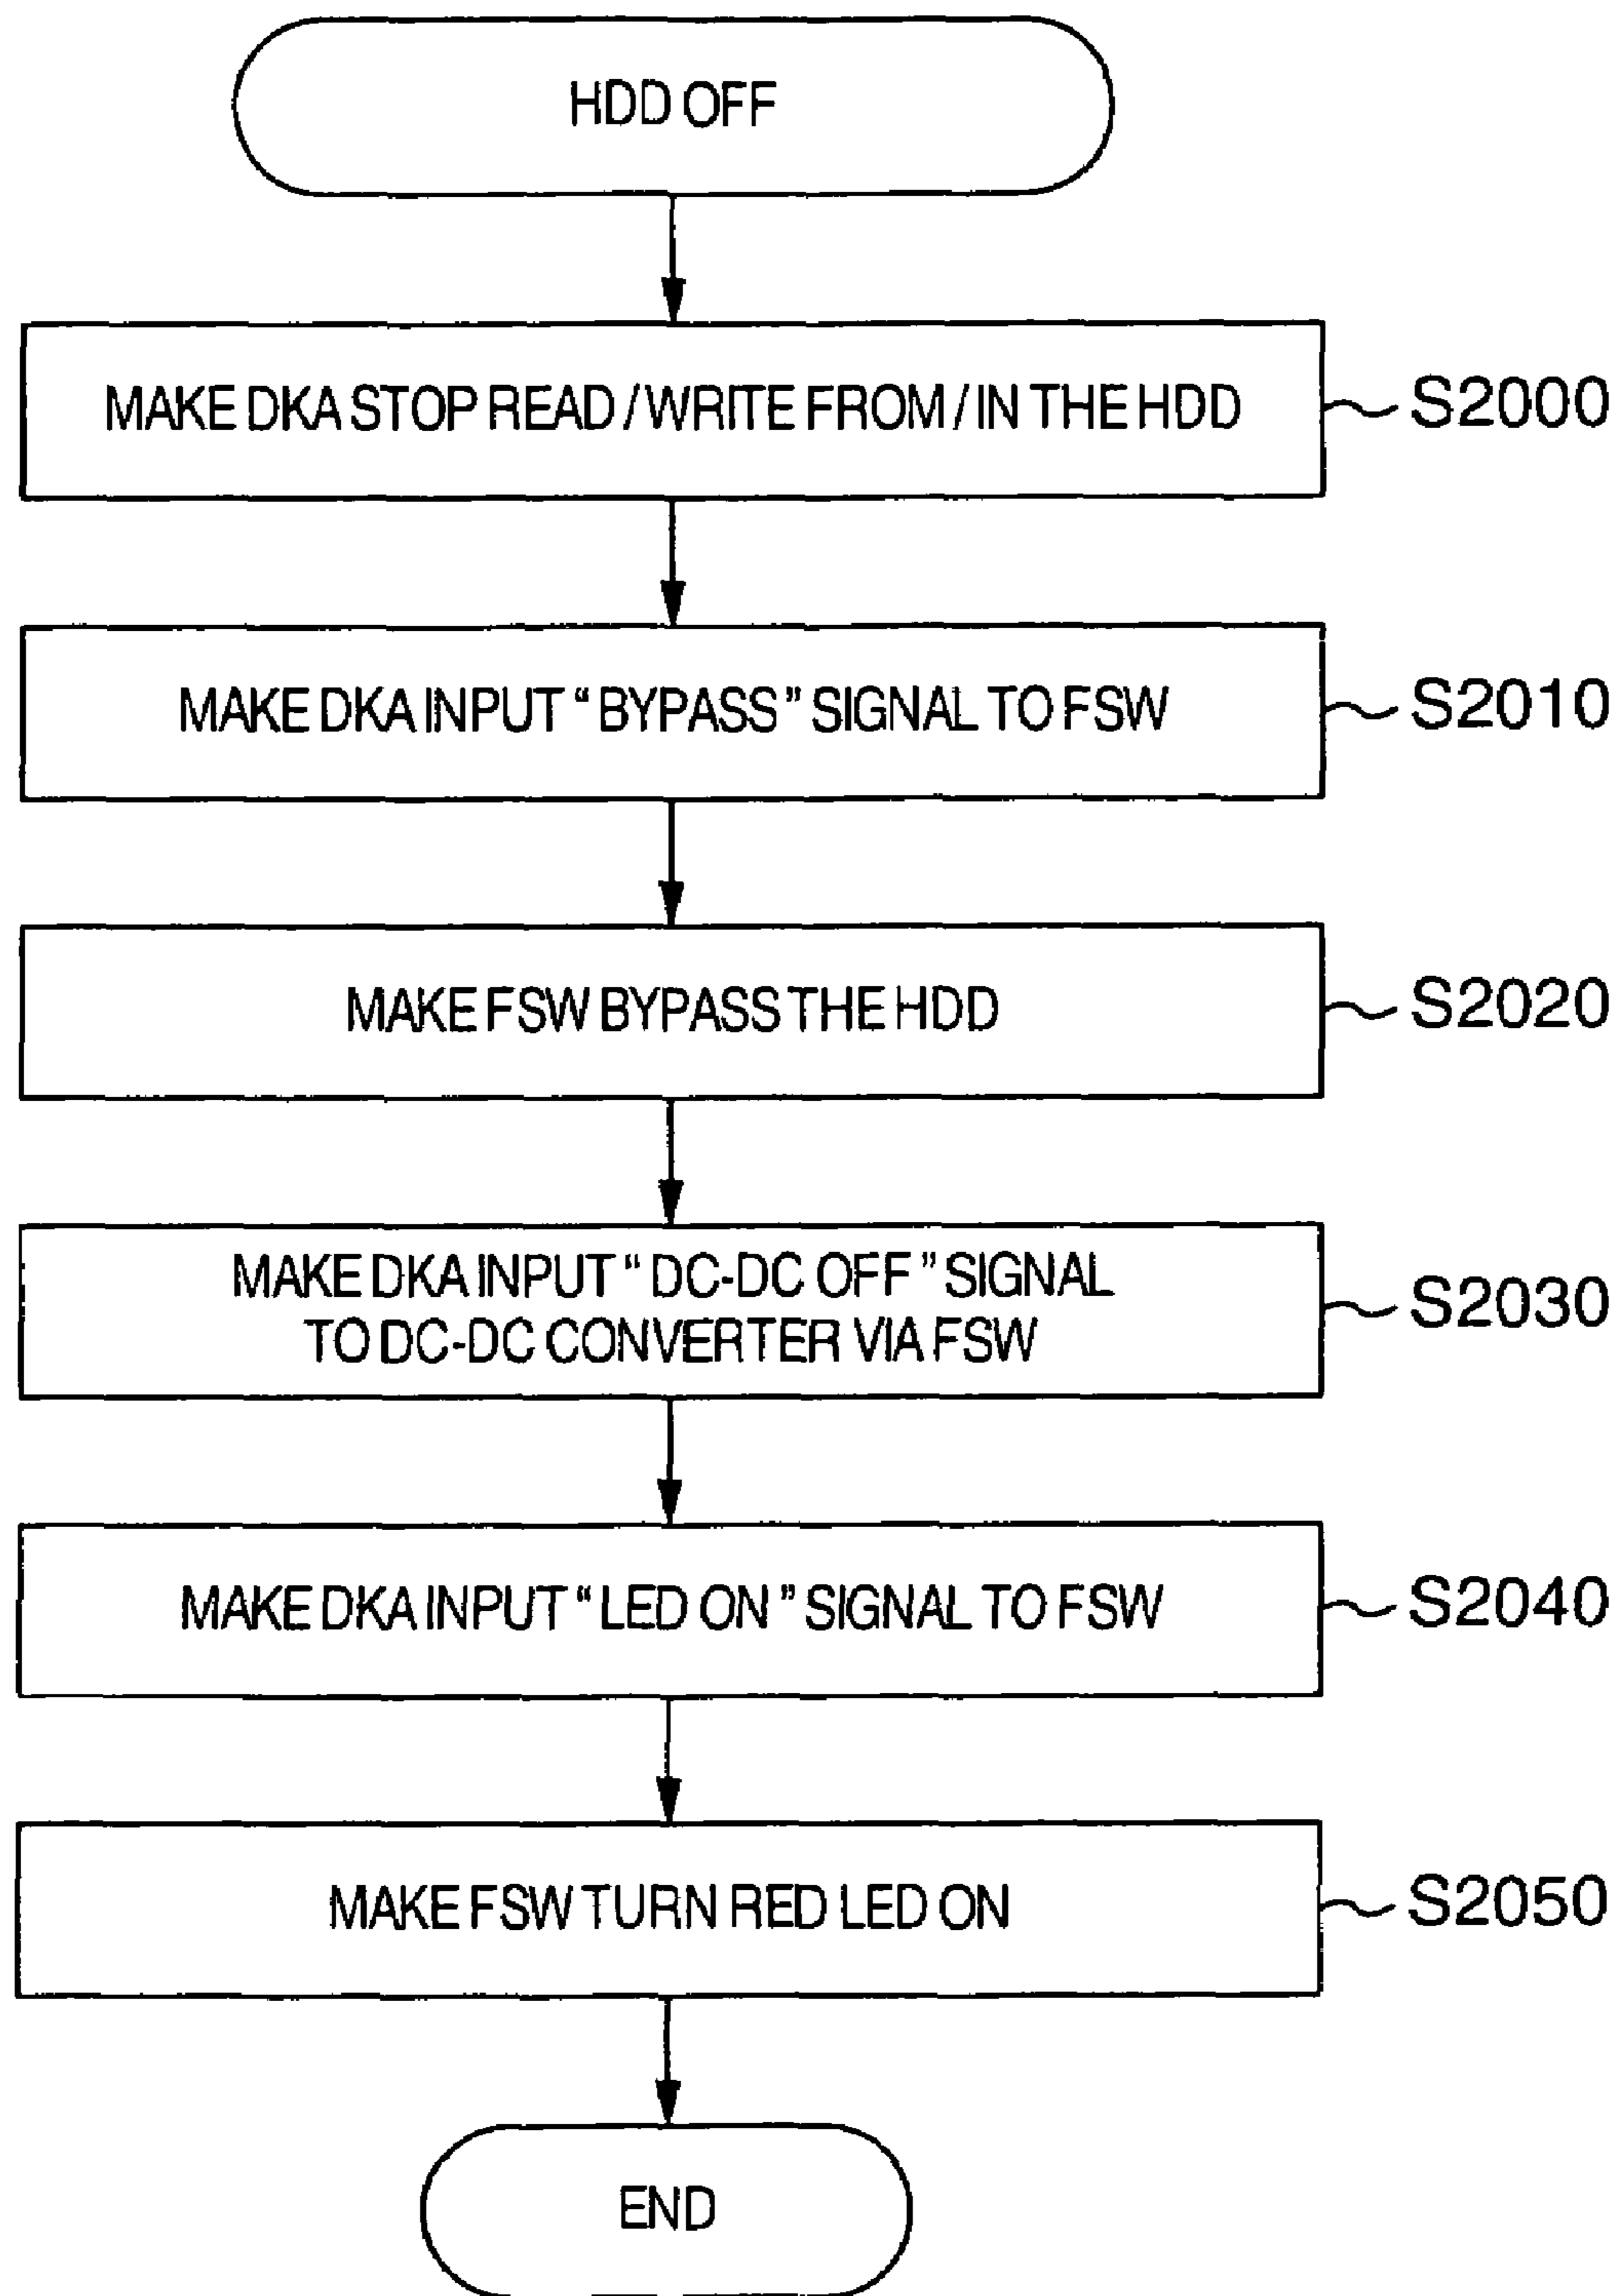 HDD OFF
MAKE DKA STOP READ / WRITE FROM / IN THE HDD
S2000
MAKE DKA INPUT “ BYPASS ” SIGNAL TO FSW
S2010
MAKE FSW BYPASS THE HDD
S2020
MAKE DKA INPUT “ DC-DC OFF ” SIGNAL
TO DC-DC CONVERTER VIA FSW
S2030
MAKE DKA INPUT “ LED ON ” SIGNAL TO FSW
S2040
MAKE FSW TURN RED LED ON
S2050
END